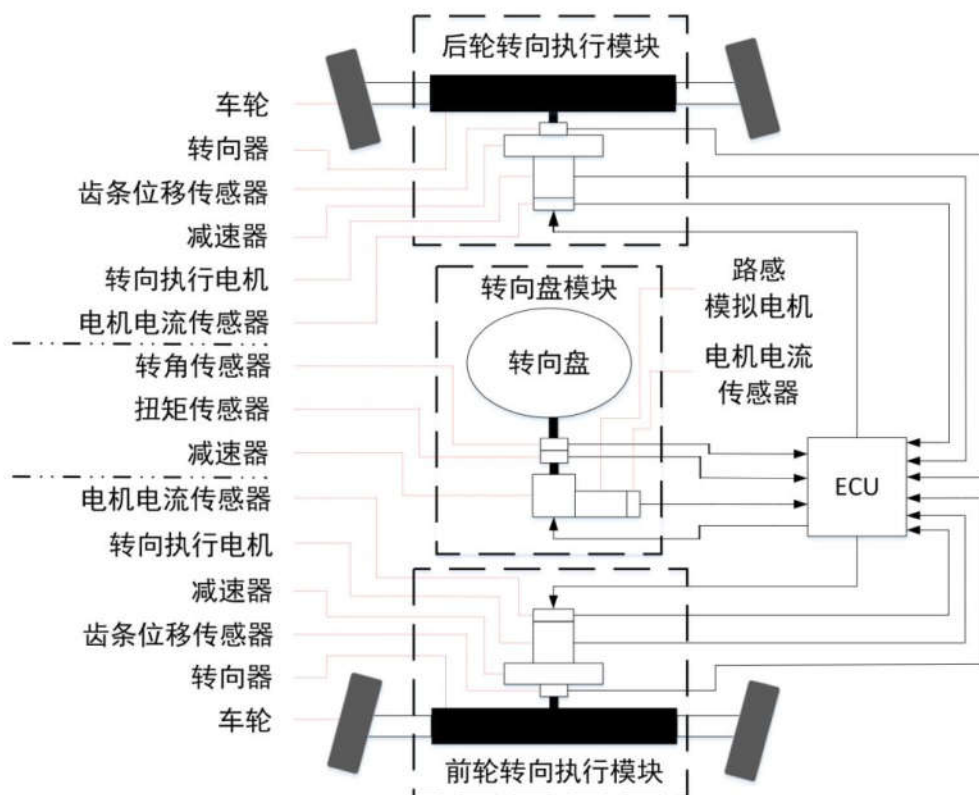 后轮转向执行模块
车轮
转向器
齿条位移传感器
减速器
转向执行电机
电机电流传感器
转向盘模块
转向盘
路感
模拟电机
电机电流
传感器
转角传感器
扭矩传感器
减速器
ECU
电机电流传感器
转向执行电机
减速器
齿条位移传感器
转向器
车轮
前轮转向执行模块